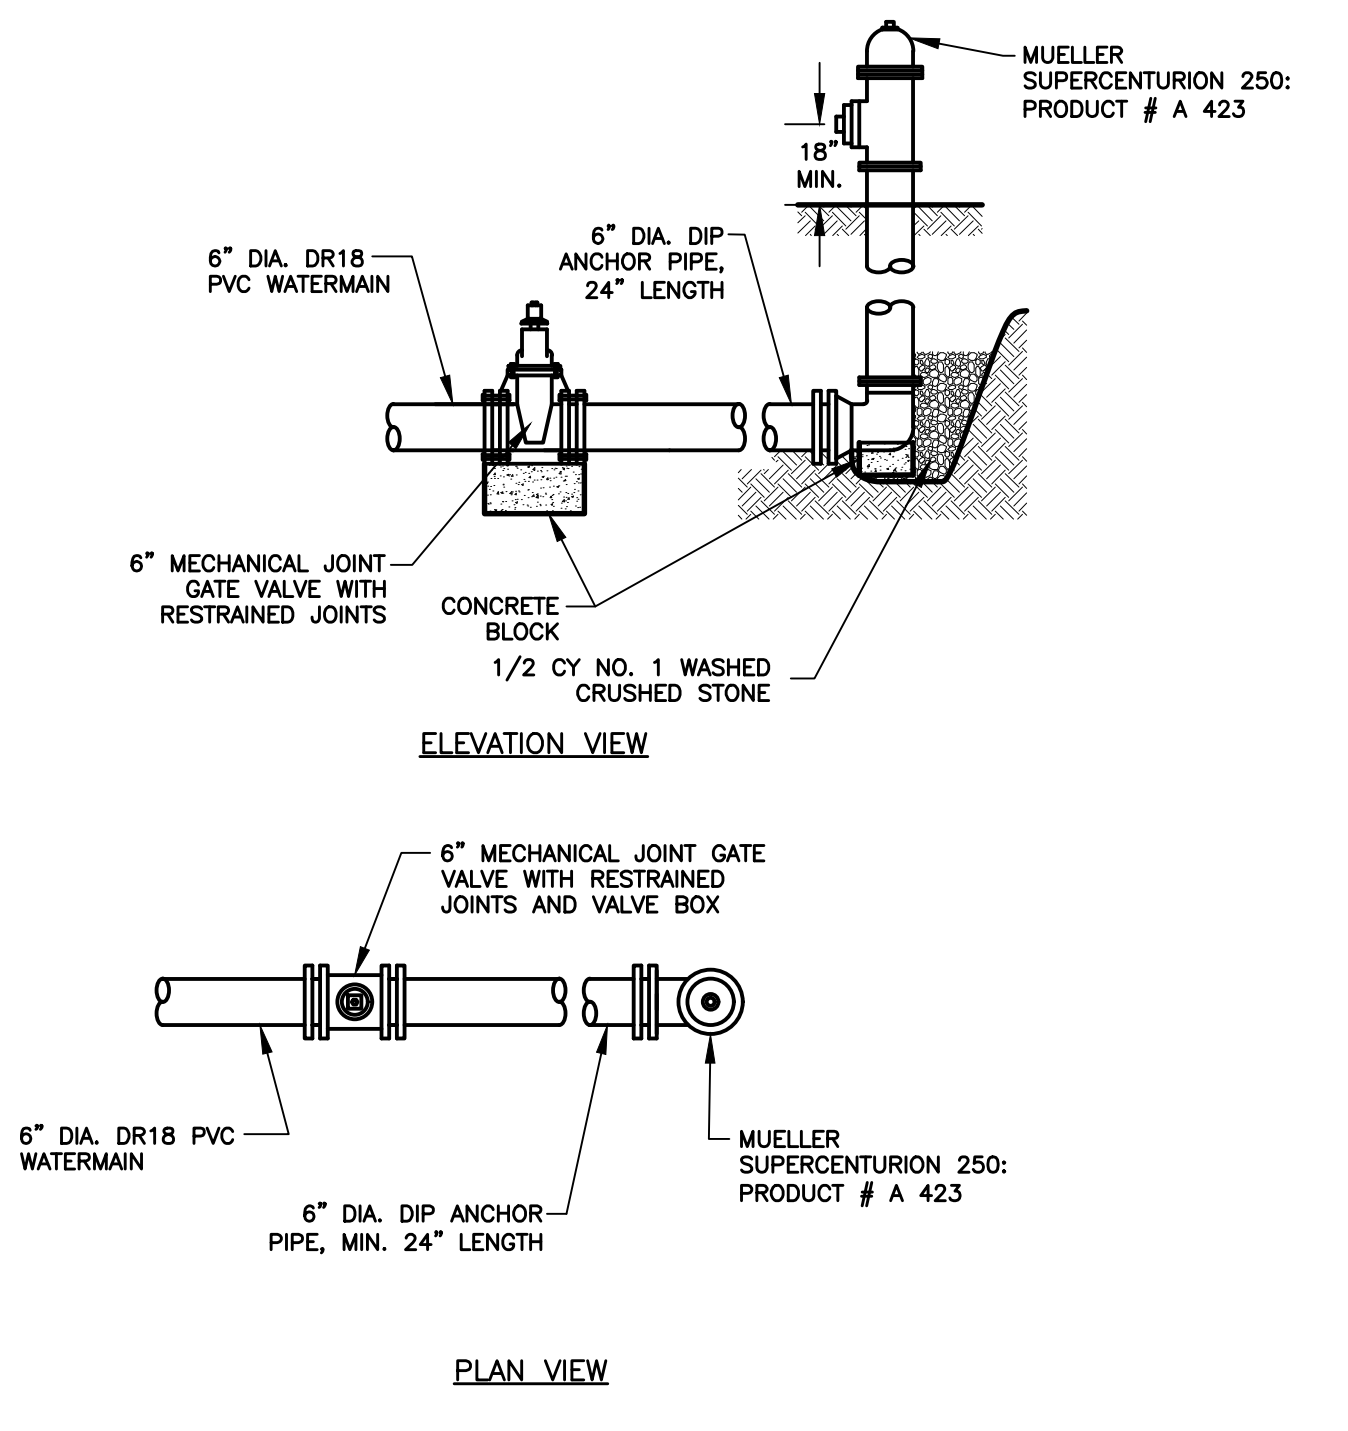 MUELLER
SUPERCENTURION 250:
PRODUCT # A 423
18”
MIN.
6” DIA. DIP
ANCHOR PIPE,
24” LENGTH
6” DIA. DR18
PVC WATERMAIN
6” MECHANICAL JOINT
GATE VALVE WITH
RESTRAINED JOINTS
CONCRETE
BLOCK
1/2 CY NO. 1 WASHED
CRUSHED STONE
ELEVATION VIEW
6” MECHANICAL JOINT GATE
VALVE WITH RESTRAINED
JOINTS AND VALVE BOX
6” DIA. DR18 PVC
WATERMAIN
MUELLER
SUPERCENTURION 250:
PRODUCT # A 423
6” DIA. DIP ANCHOR
PIPE, MIN. 24” LENGTH
PLAN VIEW